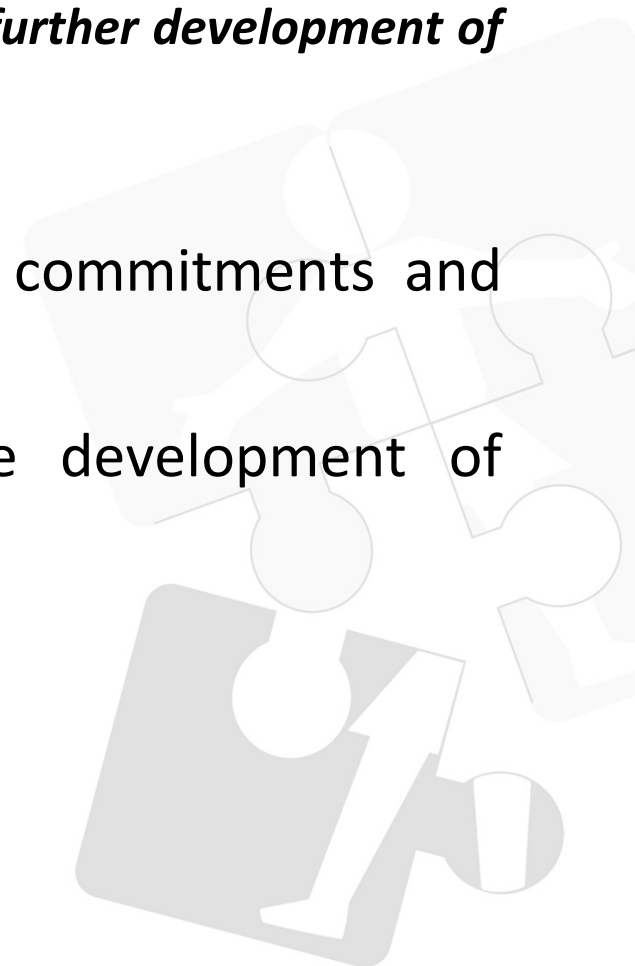 further development of
commitments and
development of